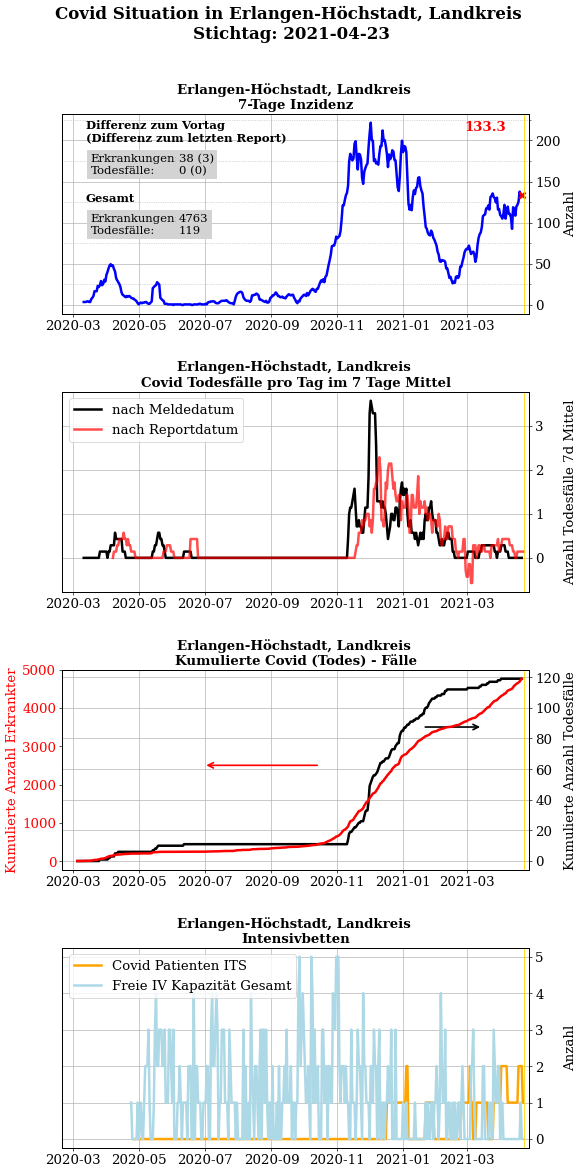 Covid Situation in Erlangen-Höchstadt, Landkreis
Stichtag: 2021-04-23
Erlangen-Höchstadt, Landkreis
7-Tage Inzidenz
Differenz zum Vortag
(Differenz zum letzten Report)
Erkrankungen 38 (3)
Todesfälle: 0 (0)
Gesamt
Erkrankungen 4763
Todesfälle: 119
133.3
200
150
100
50
0
Anzahl
2020-03 2020-05 2020-07 2020-09 2020-11 2021-01 2021-03
Erlangen-Höchstadt, Landkreis
Covid Todesfälle pro Tag im 7 Tage Mittel
nach Meldedatum
nach Reportdatum
3
2
1
0
Anzahl Todesfälle 7d Mittel
2020-03 2020-05 2020-07 2020-09 2020-11 2021-01 2021-03
Erlangen-Höchstadt, Landkreis
Kumulierte Covid (Todes) - Fälle
Kumulierte Anzahl Erkrankter
5000
4000
3000
2000
1000
0
120
100
80
60
40
20
0
Kumulierte Anzahl Todesfälle
2020-03 2020-05 2020-07 2020-09 2020-11 2021-01 2021-03
Erlangen-Höchstadt, Landkreis
Intensivbetten
Covid Patienten ITS
Freie IV Kapazität Gesamt
5
4
3
2
1
0
Anzahl
2020-03 2020-05 2020-07 2020-09 2020-11 2021-01 2021-03